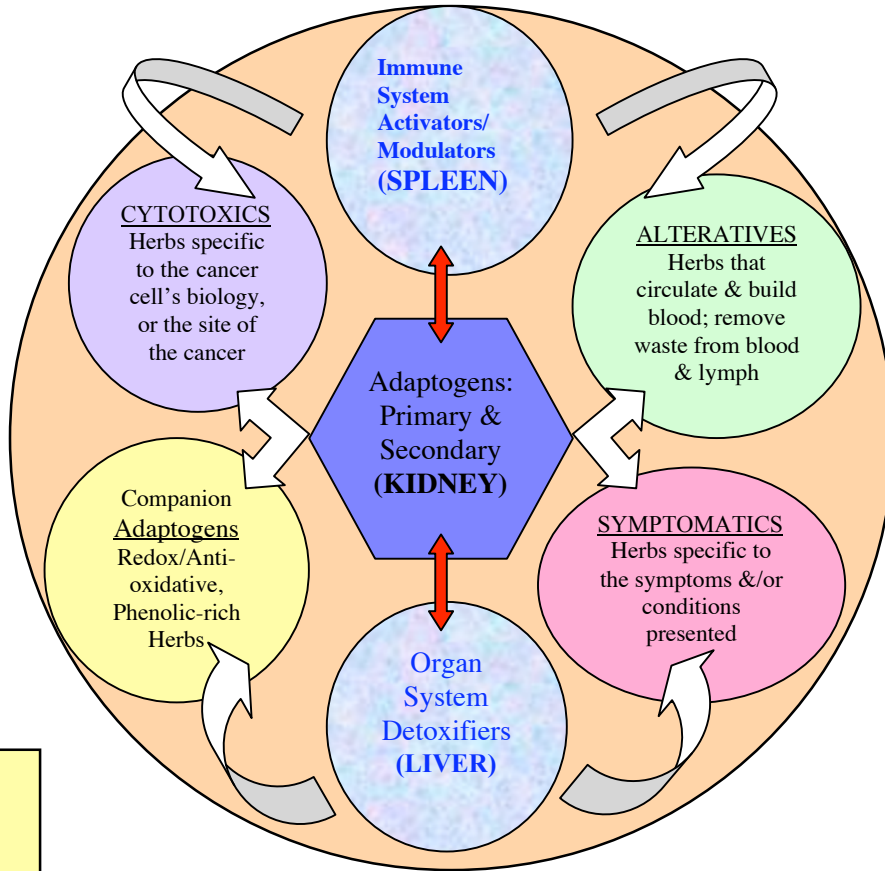 Immune
System
Activators/
Modulators
(SPLEEN)
CYTOTOXICS
Herbs specific
to the cancer
cell's biology,
or the site of
the cancer
ALTERATIVES
Herbs that
circulate & build
blood; remove
waste from blood
& lymph
Adaptogens:
Primary &
Secondary
(KIDNEY)
Companion
Adaptogens
Redox/Anti-
oxidative,
Phenolic-rich
Herbs
SYMPTOMATICS
Herbs specific to
the symptoms &/or
conditions
presented
Organ
System
Detoxifiers
(LIVER)